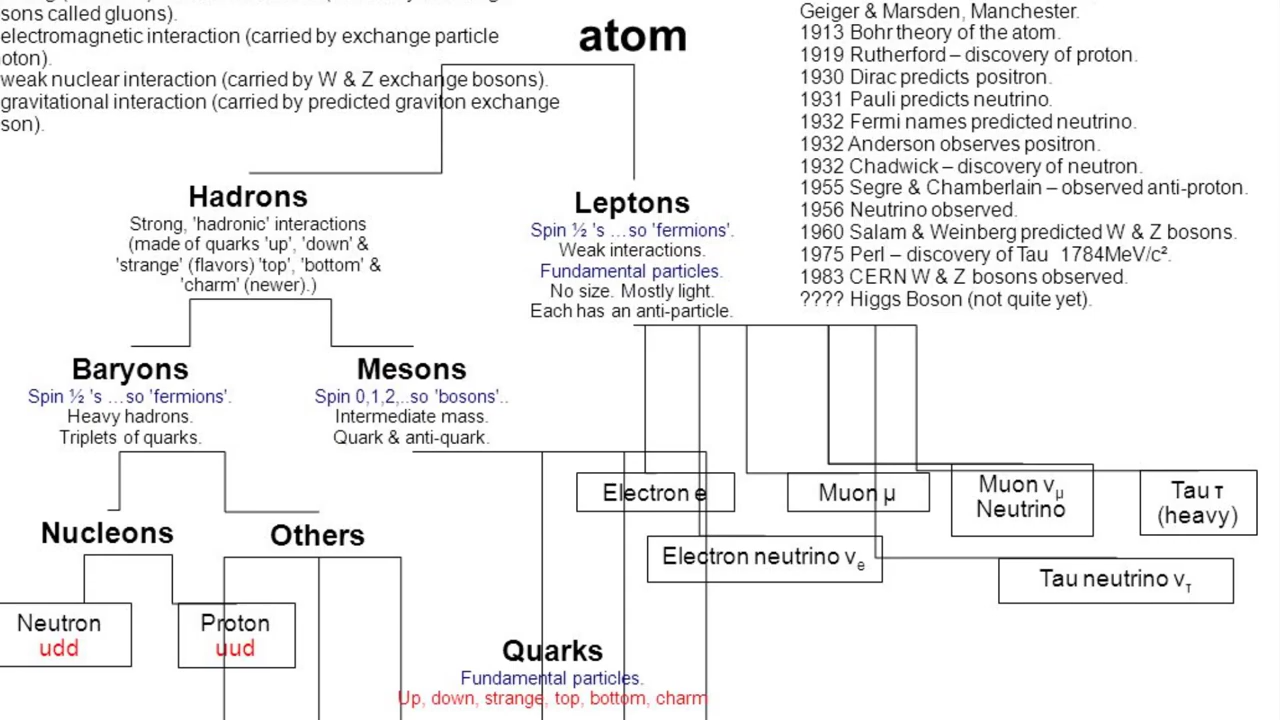 sons called gluons).
electromagnetic interaction (carried by exchange particle
oton).
weak nuclear interaction (carried by W & Z exchange bosons).
gravitational interaction (carried by predicted graviton exchange
son).
atom
Geiger & Marsden, Manchester.
1913 Bohr theory of the atom.
1919 Rutherford – discovery of proton.
1930 Dirac predicts positron.
1931 Pauli predicts neutrino.
1932 Fermi names predicted neutrino.
1932 Anderson observes positron.
1932 Chadwick – discovery of neutron.
1955 Segre & Chamberlain – observed anti-proton.
1956 Neutrino observed.
1960 Salam & Weinberg predicted W & Z bosons.
1975 Perl – discovery of Tau 1784MeV/c².
1983 CERN W & Z bosons observed.
???? Higgs Boson (not quite yet).
Hadrons
Strong, 'hadronic' interactions
(made of quarks 'up', 'down' &
'strange' (flavors) 'top', 'bottom' &
'charm' (newer).)
Leptons
Spin ½ 's ...so 'fermions'.
Weak interactions.
Fundamental particles.
No size. Mostly light.
Each has an anti-particle.
Baryons
Spin ½ 's ...so 'fermions'.
Heavy hadrons.
Triplets of quarks.
Mesons
Spin 0,1,2,..so 'bosons'..
Intermediate mass.
Quark & anti-quark.
Electron e
Muon μ
Muon νμ
Neutrino
Tau τ
(heavy)
Electron neutrino νe
Tau neutrino ντ
Nucleons
Others
Neutron
udd
Proton
uud
Quarks
Fundamental particles.
Up, down, strange, top, bottom, charm